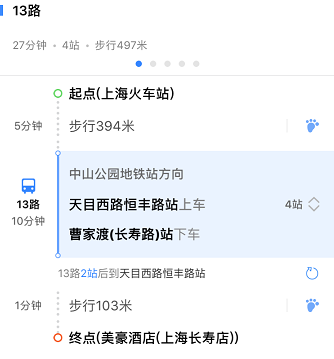 13路
27分钟 • 4站 • 步行497米
起点(上海火车站)
5分钟 步行394米
中山公园地铁站方向
13路 天目西路恒丰路站上车 4站
10分钟
曹家渡(长寿路)站下车
13路2站后到天目西路恒丰路站
1分钟 步行103米
终点(美豪酒店(上海长寿店))